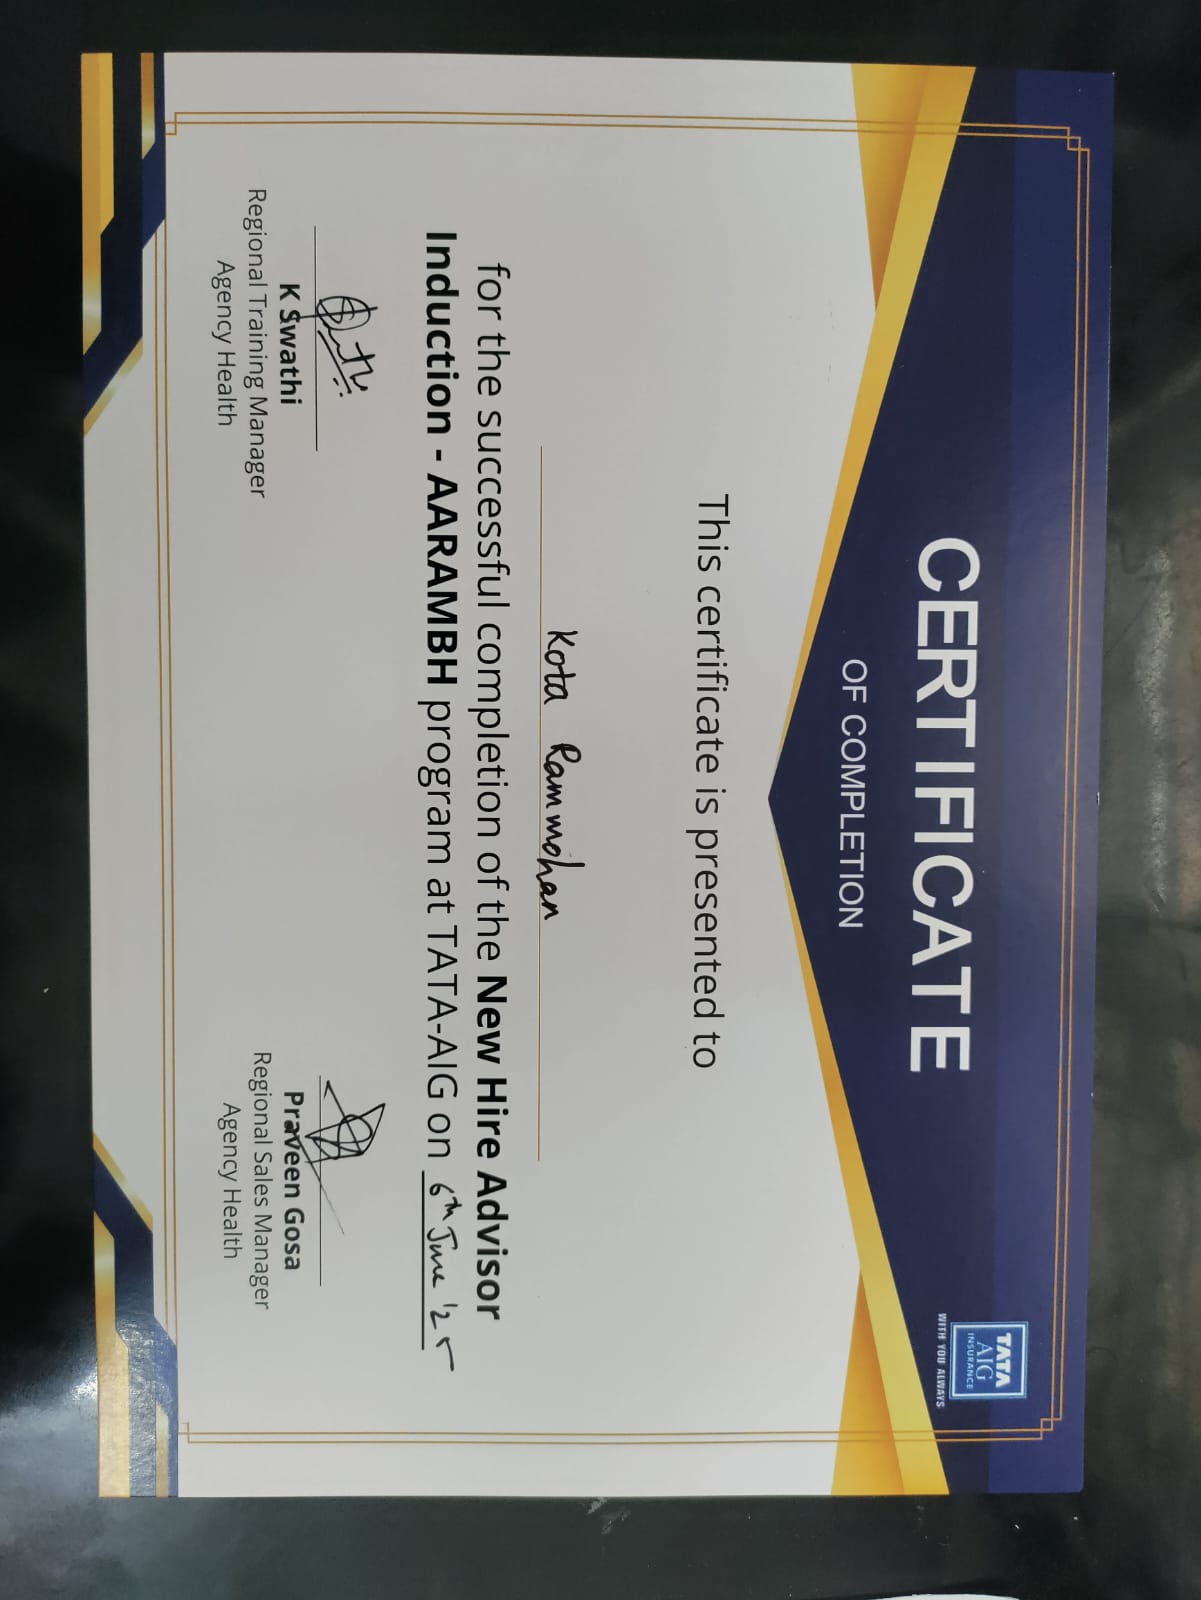 TATA
AIG
INSURANCE
WITH YOU ALWAYS
CERTIFICATE
OF COMPLETION
This certificate is presented to
Kota Rammohan
for the successful completion of the New Hire Advisor
Induction - AARAMBH program at TATA-AIG on 6th June '25
K Swathi
Regional Training Manager
Agency Health
Praveen Gosa
Regional Sales Manager
Agency Health